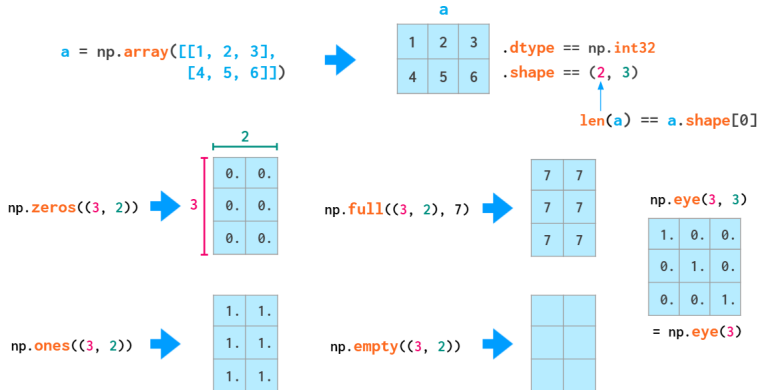 a
a = np.array([[1, 2, 3],
[4, 5, 6]])
1 2 3
4 5 6
.dtype == np.int32
.shape == (2, 3)
len(a) == a.shape[0]
np.zeros((3, 2))
2
3
0. 0.
0. 0.
0. 0.
np.full((3, 2), 7)
7 7
7 7
7 7
np.eye(3, 3)
1. 0. 0.
0. 1. 0.
0. 0. 1.
= np.eye(3)
np.ones((3, 2))
1. 1.
1. 1.
1. 1.
np.empty((3, 2))